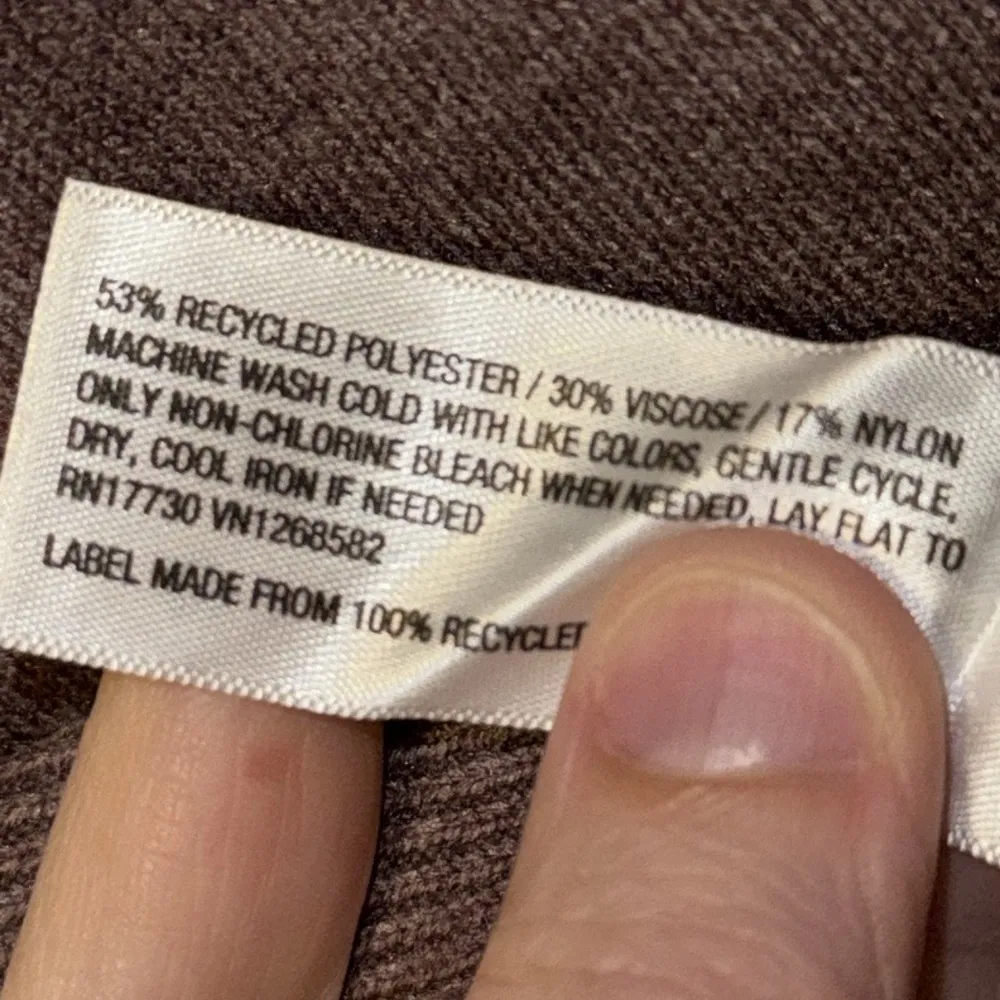 53% RECYCLED POLYESTER / 30% VISCOSE / 17% NYLON
MACHINE WASH COLD WITH LIKE COLORS, GENTLE CYCLE,
ONLY NON-CHLORINE BLEACH WHEN NEEDED, LAY FLAT TO
DRY, COOL IRON IF NEEDED
RN17730 VN1268582
LABEL MADE FROM 100%